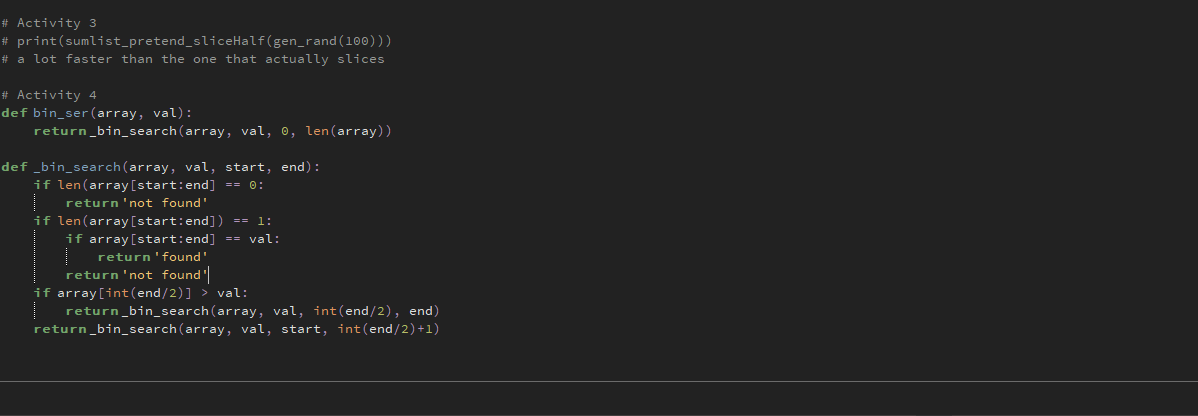 # Activity 3
# print(sumlist_pretend_sliceHalf(gen_rand(100)))
# a lot faster than the one that actually slices
# Activity 4
def bin_ser(array, val):
return _bin_search(array, val, 0, len(array))
def _bin_search(array, val, start, end):
if len(array[start:end] == 0:
return 'not found'
if len(array[start:end]) == 1:
if array[start:end] == val:
return 'found'
return 'not found'
if array[int(end/2)] > val:
return _bin_search(array, val, int(end/2), end)
return _bin_search(array, val, start, int(end/2)+1)